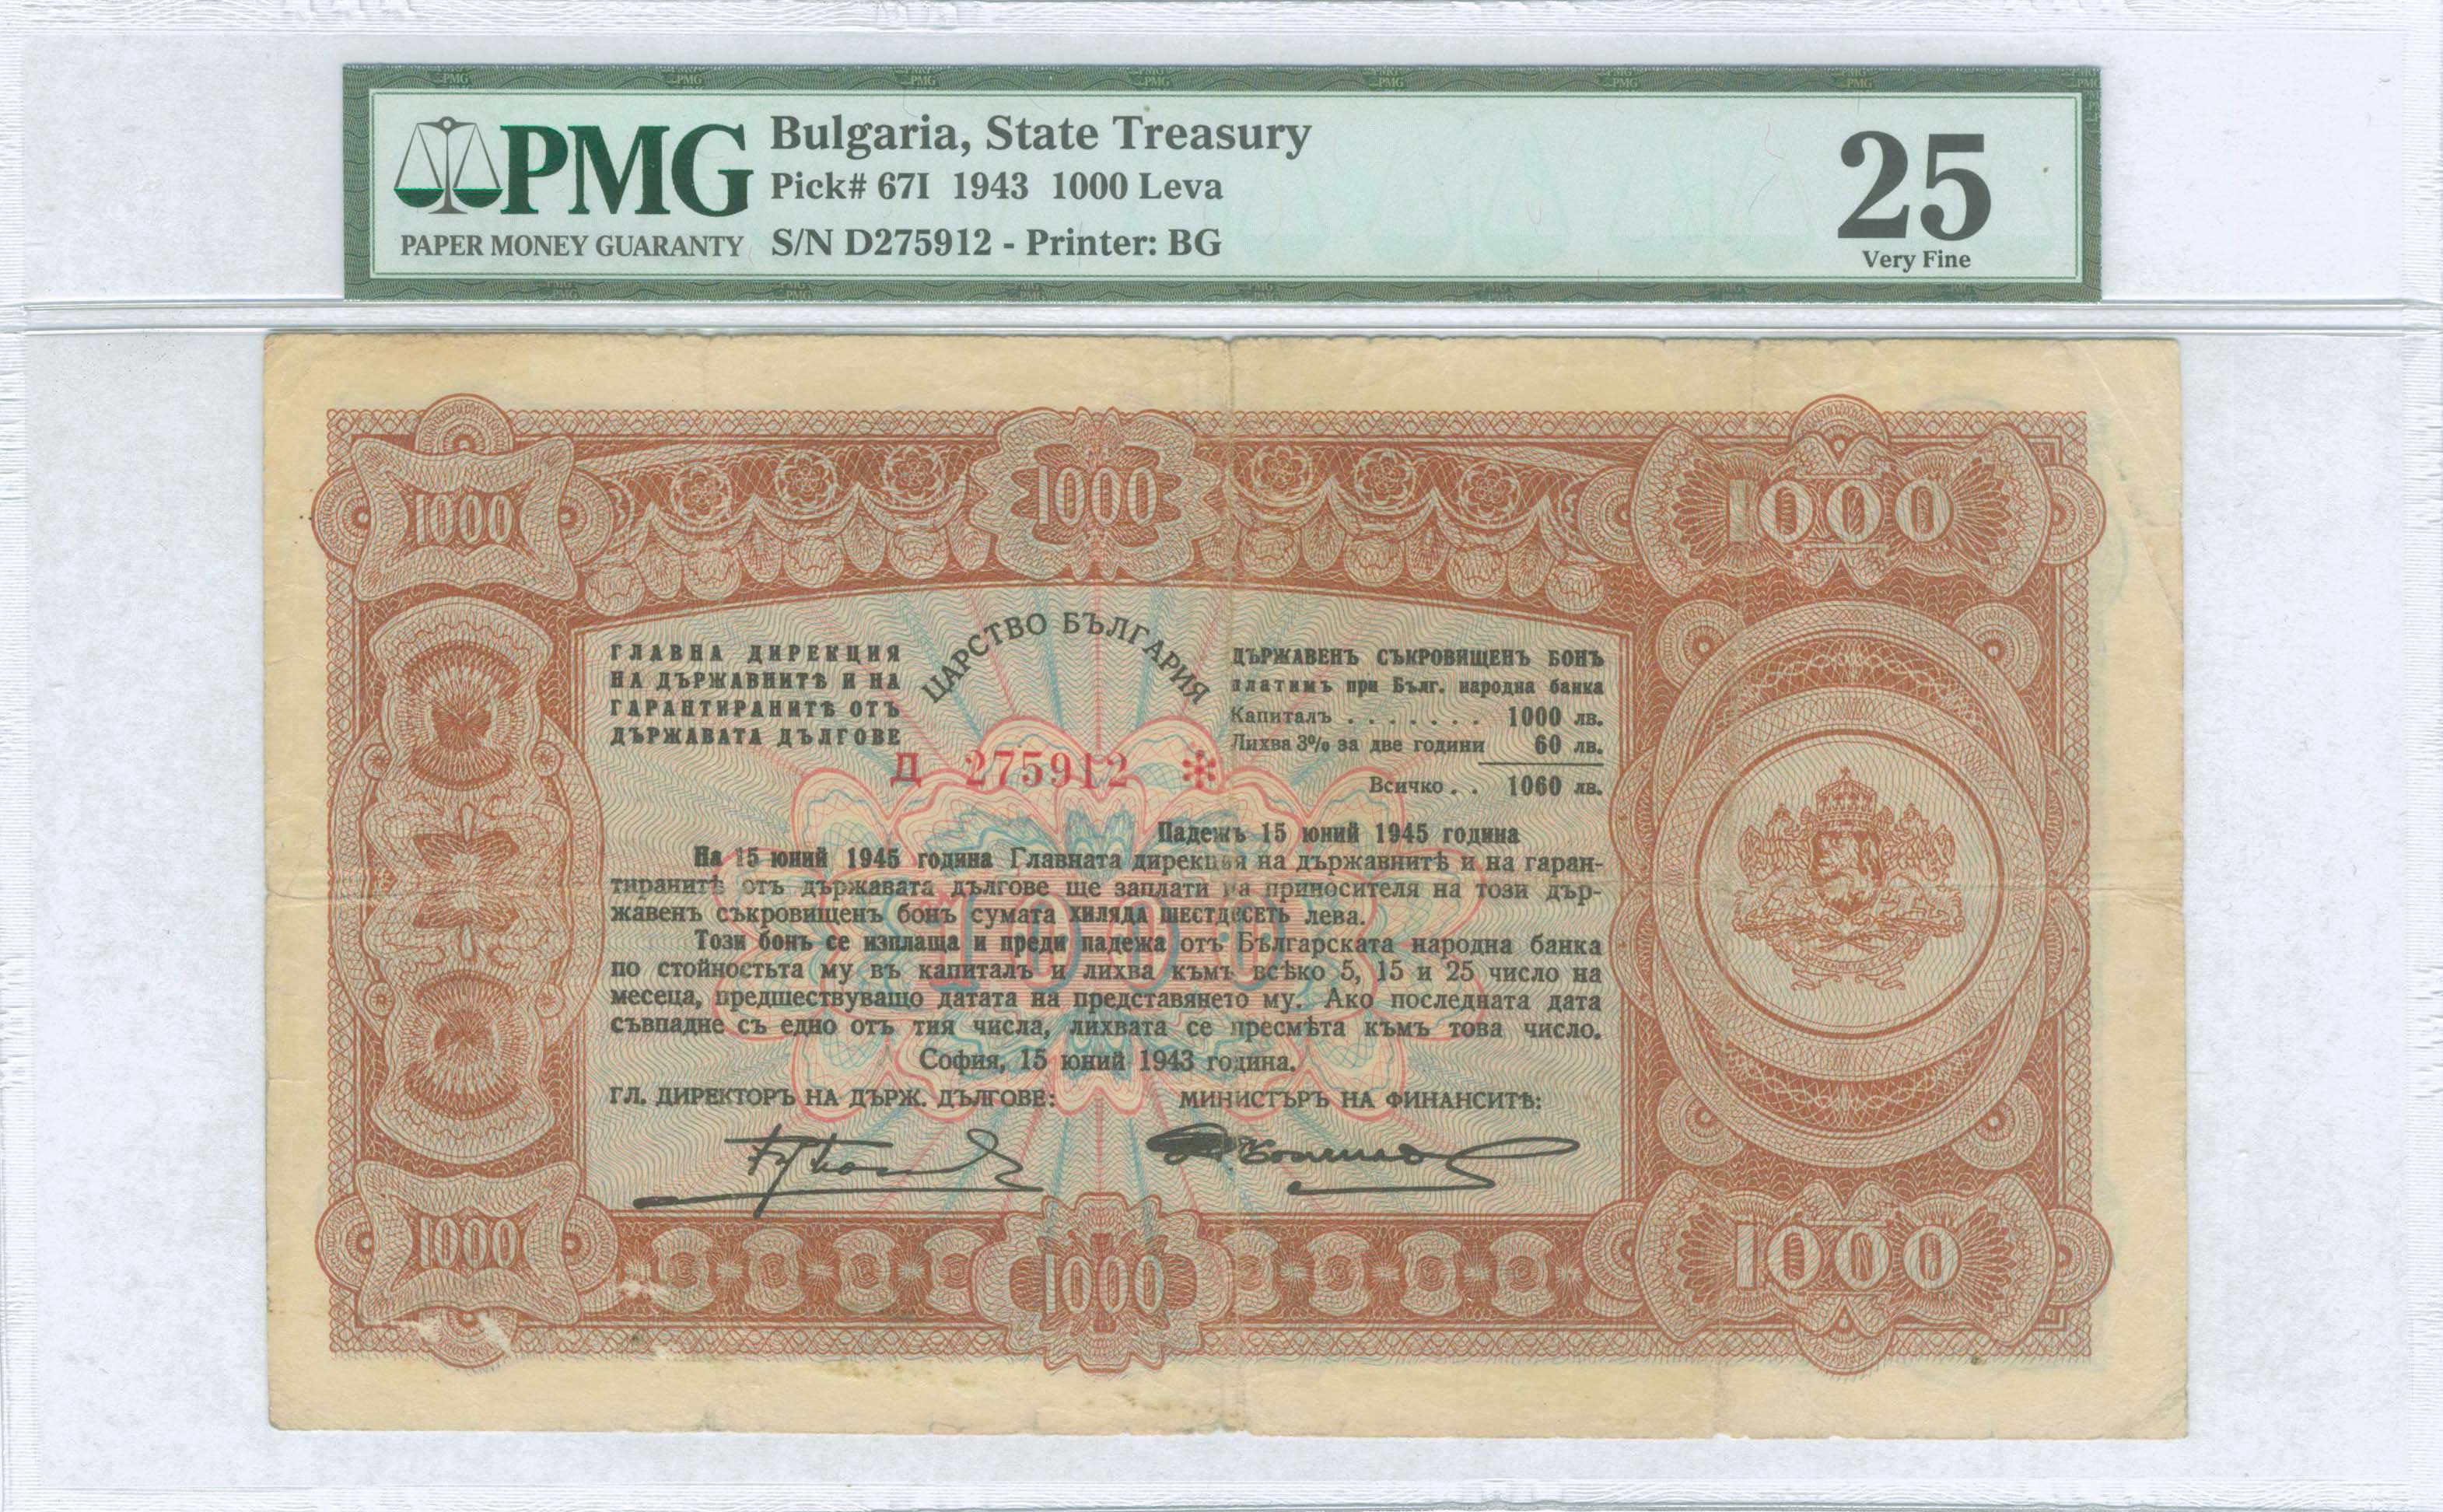 PMG
PAPER MONEY GUARANTY
Bulgaria, State Treasury
Pick# 67I 1943 1000 Leva
S/N D275912 - Printer: BG
25
Very Fine
1000
1000
1000
ЦАРСТВО БЪЛГАРИЯ
ГЛАВНА ДИРЕКЦИЯ
НА ДЪРЖАВНИТѢ И НА
ГАРАНТИРАНИТѢ ОТЪ
ДЪРЖАВАТА ДЪЛГОВЕ
ДЪРЖАВЕНЪ СЪКРОВИЩЕНЪ БОНЪ
платимъ при Бълг. народна банка
Капиталъ . . . . . . . 1000 лв.
Лихва 3% за две години 60 лв.
Всичко . . 1060 лв.
Д 275912 *
Падежъ 15 юний 1945 година
На 15 юний 1945 година Главната дирекция на държавнитѣ и на гаран-
тиранитѣ отъ държавата дългове ще заплати на приносителя на този дър-
жавенъ съкровищенъ бонъ сумата ХИЛЯДА ШЕСТДЕСЕТЬ лева.
Този бонъ се изплаща и преди падежа отъ Българската народна банка
по стойностьта му въ капиталъ и лихва къмъ всѣко 5, 15 и 25 число на
месеца, предшествуващо датата на представянето му. Ако последната дата
съвпадне съ едно отъ тия числа, лихвата се пресмѣта къмъ това число.
София, 15 юний 1943 година.
1000
ГЛ. ДИРЕКТОРЪ НА ДЪРЖ. ДЪЛГОВЕ:
МИНИСТЪРЪ НА ФИНАНСИТѢ:
1000
1000
1000